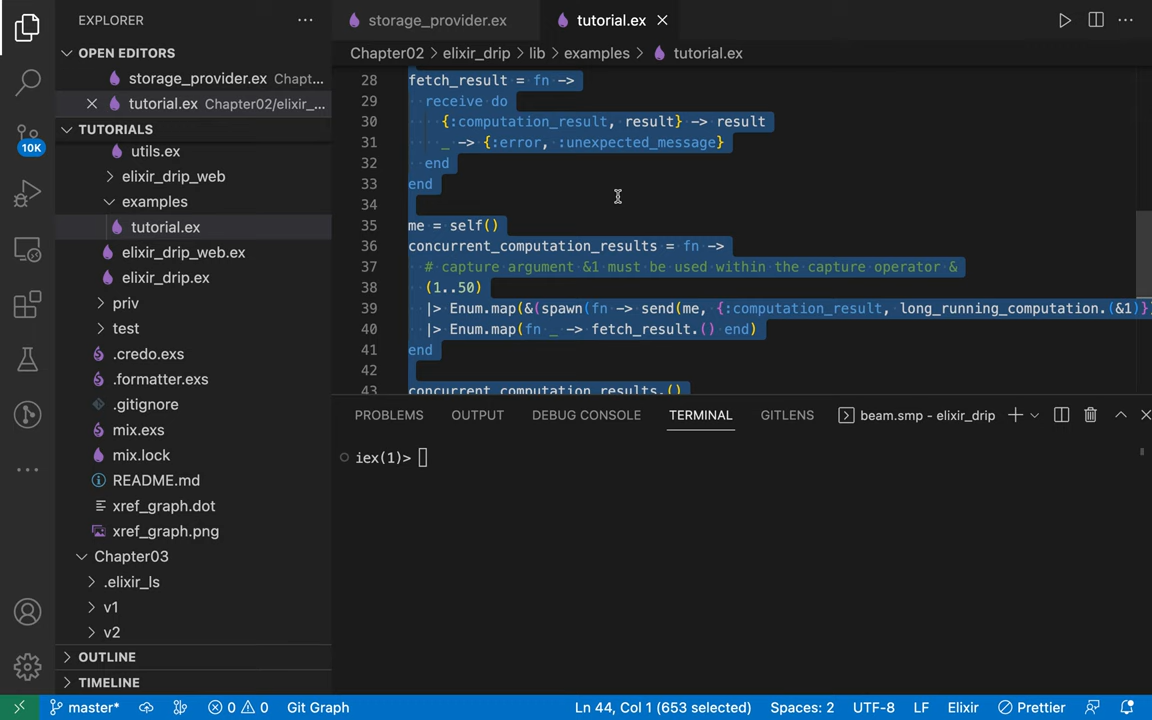 EXPLORER
storage_provider.ex
tutorial.ex
OPEN EDITORS
Chapter02 elixir_drip lib examples tutorial.ex
storage_provider.ex Chapt...
tutorial.ex Chapter02/elixir_...
TUTORIALS
utils.ex
elixir_drip_web
examples
tutorial.ex
elixir_drip_web.ex
elixir_drip.ex
priv
test
.credo.exs
.formatter.exs
.gitignore
mix.exs
mix.lock
README.md
xref_graph.dot
xref_graph.png
Chapter03
.elixir_ls
v1
v2
OUTLINE
TIMELINE
10K
28 fetch_result = fn ->
29 receive do
30 {:computation_result, result} -> result
31 _ -> {:error, :unexpected_message}
32 end
33 end
34
35 me = self()
36 concurrent_computation_results = fn ->
37 # capture argument &1 must be used within the capture operator &
38 (1..50)
39 |> Enum.map(&(spawn(fn -> send(me, {:computation_result, long_running_computation.(&1)}
40 |> Enum.map(fn _ -> fetch_result.() end)
41 end
42
43 concurrent_computation_results.()
PROBLEMS OUTPUT DEBUG CONSOLE TERMINAL GITLENS beam.smp - elixir_drip
iex(1)>
master* 0 0 Git Graph Ln 44, Col 1 (653 selected) Spaces: 2 UTF-8 LF Elixir Prettier